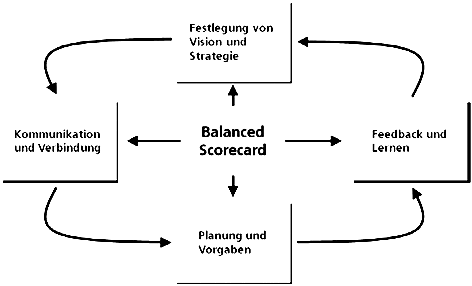 Festlegung von
Vision und
Strategie
Kommunikation
und Verbindung
Balanced
Scorecard
Feedback und
Lernen
Planung und
Vorgaben